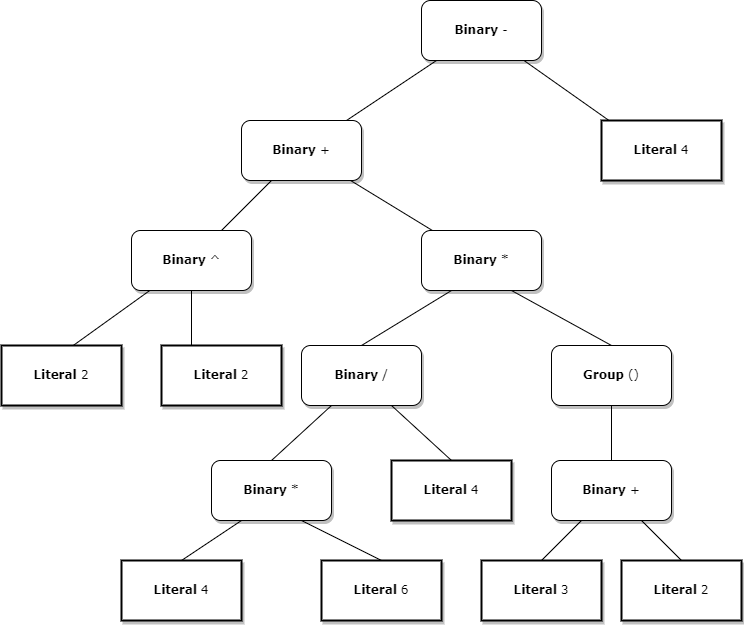 Binary -
Binary +
Literal 4
Binary ^
Binary *
Literal 2
Literal 2
Binary /
Group ()
Binary *
Literal 4
Binary +
Literal 4
Literal 6
Literal 3
Literal 2